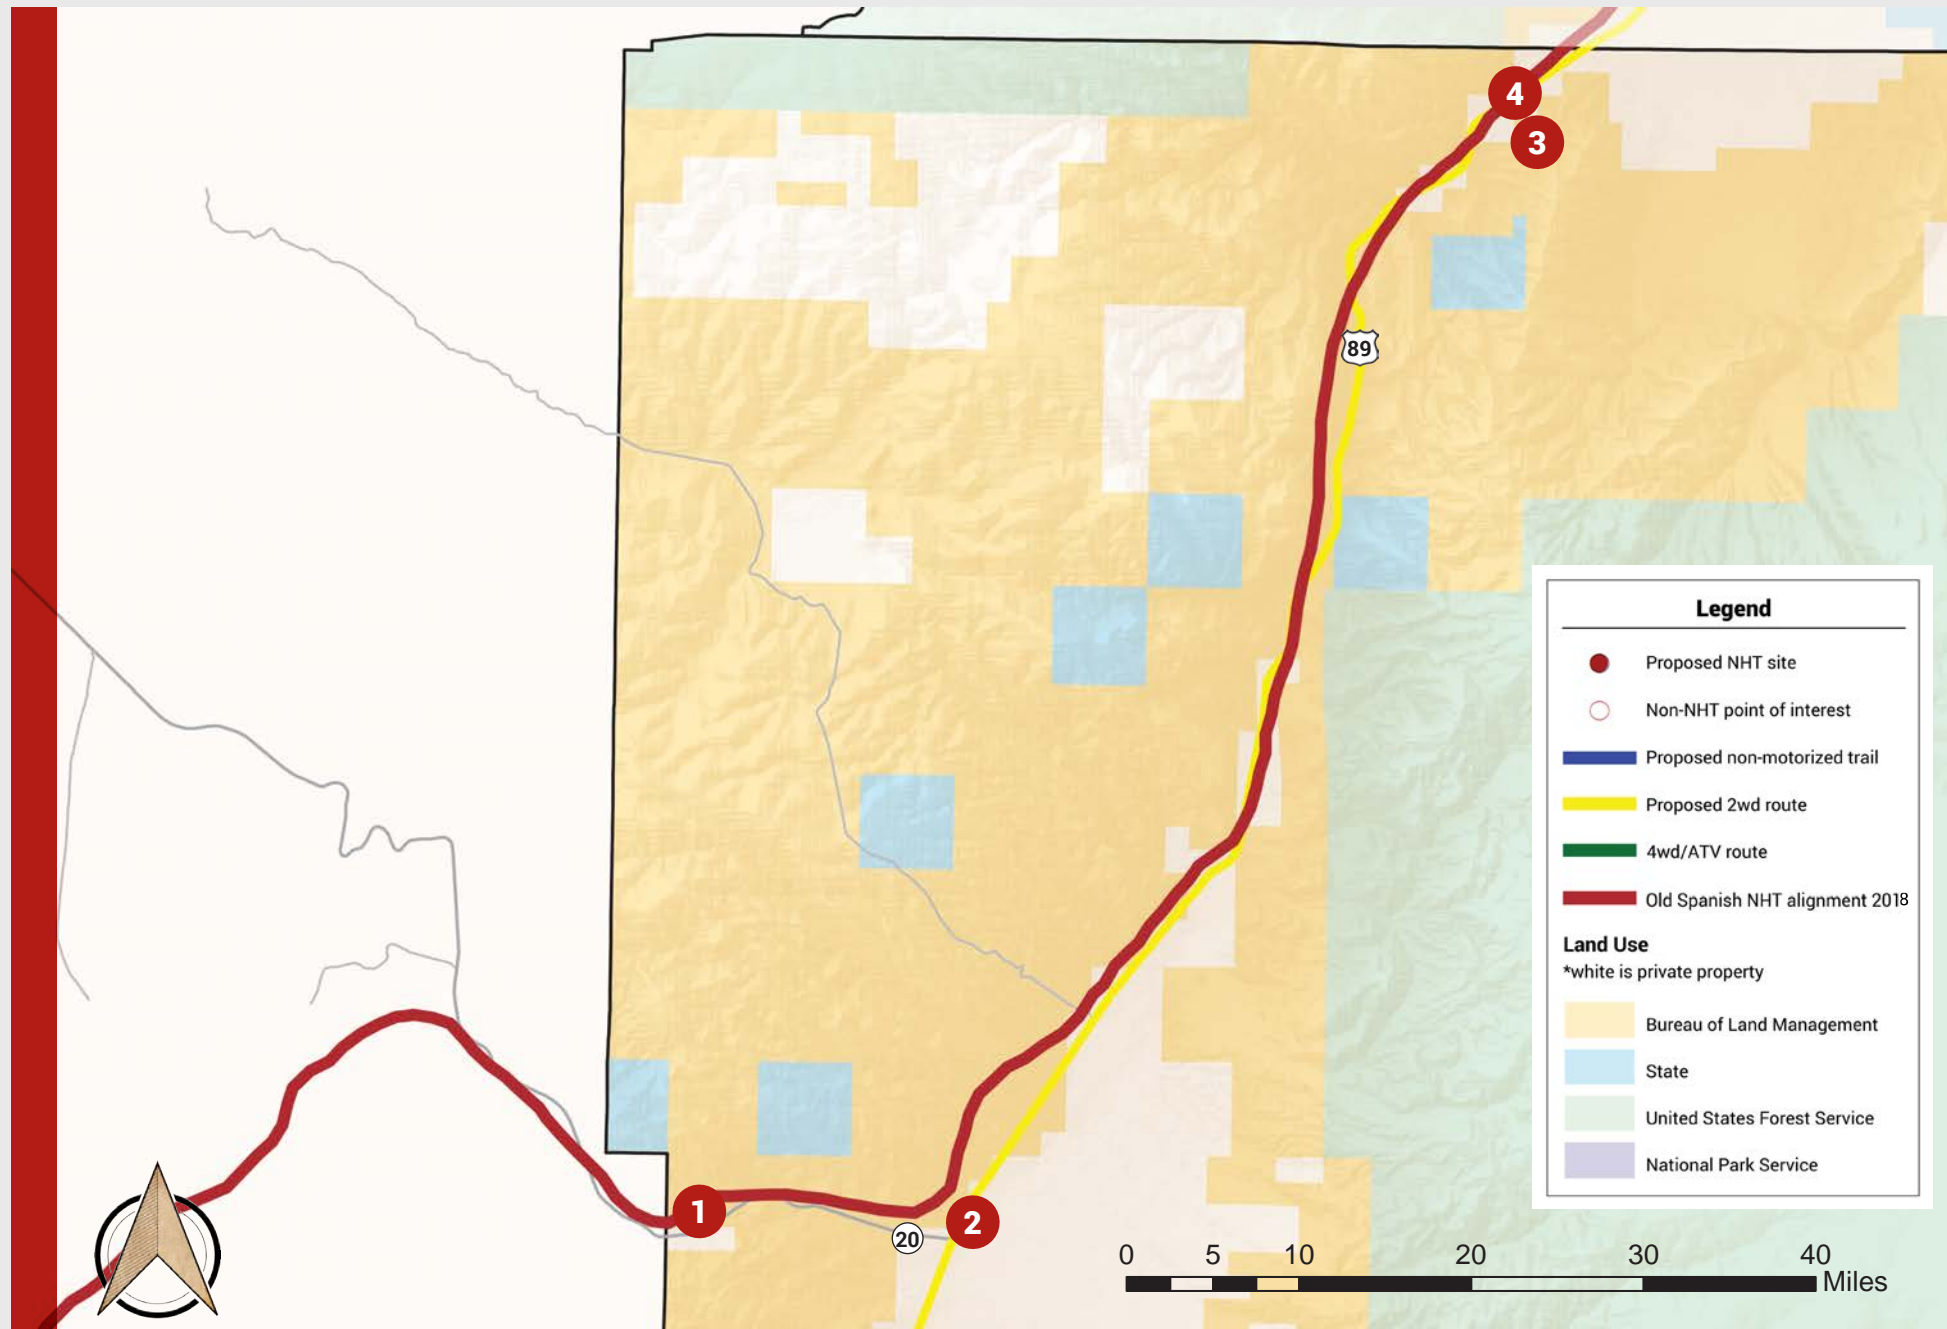 4
3
89
1
2
20
Legend
Proposed NHT site
Non-NHT point of interest
Proposed non-motorized trail
Proposed 2wd route
4wd/ATV route
Old Spanish NHT alignment 2018
Land Use
*white is private property
Bureau of Land Management
State
United States Forest Service
National Park Service
0 5 10 20 30 40
Miles